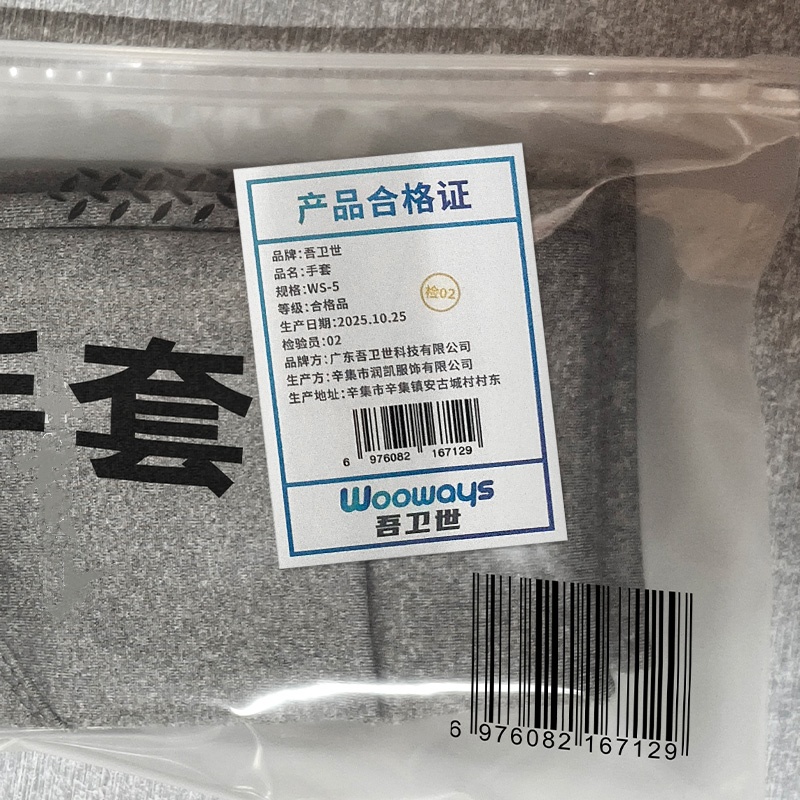 产品合格证
品牌:吾卫世
品名:手套
规格:WS-5
等级:合格品
检02
生产日期:2025.10.25
检验员:02
品牌方:广东吾卫世科技有限公司
生产方:辛集市润凯服饰有限公司
生产地址:辛集市辛集镇安古城村村东
6 976082 167129
Wooways
吾卫世
手套
6 976082 167129